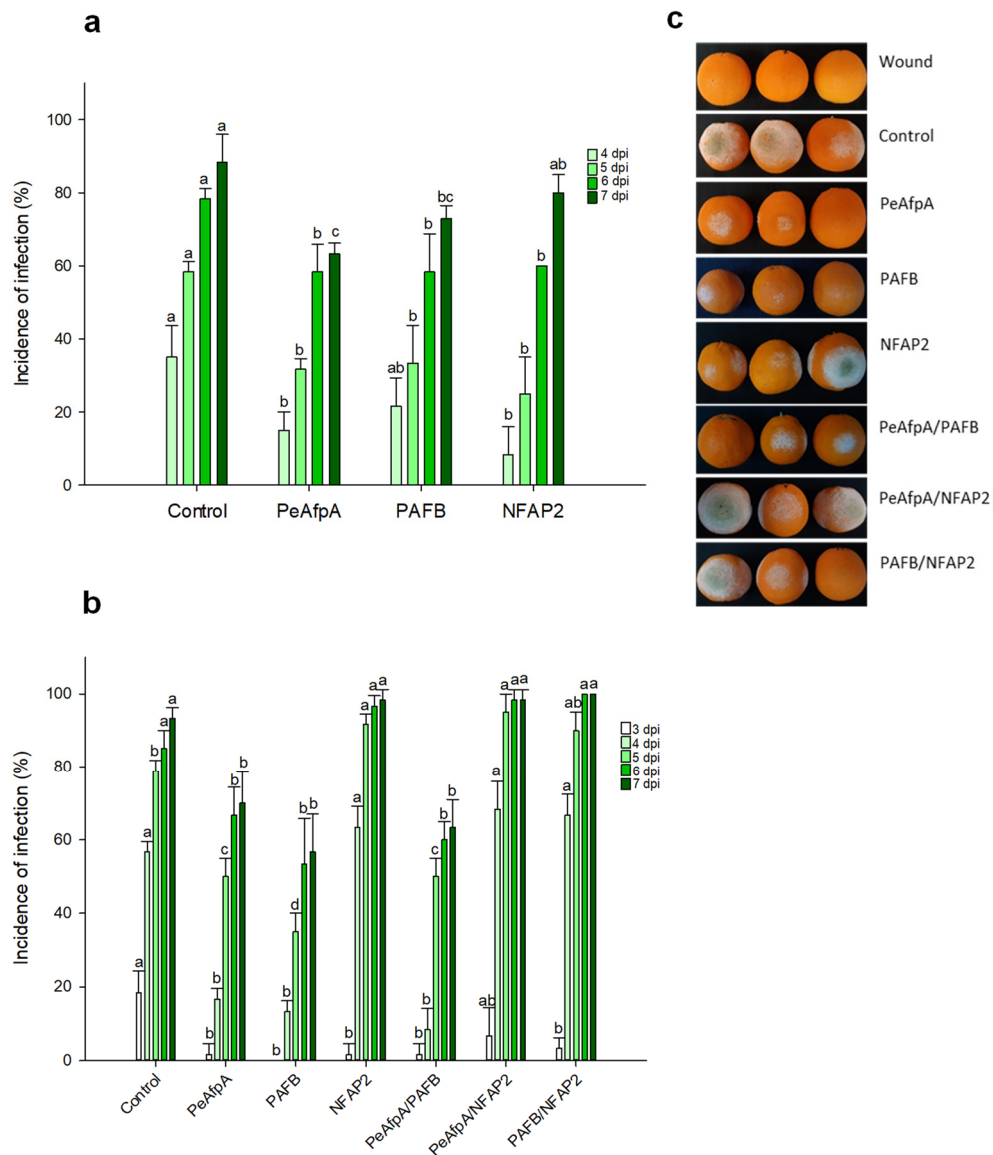 a
Incidence of infection (%)
100
80
60
40
20
0
a
a
a
a
b
b
b
c
ab
b
b
bc
b
b
b
ab
4 dpi
5 dpi
6 dpi
7 dpi
Control
PeAfpA
PAFB
NFAP2
b
Incidence of infection (%)
100
80
60
40
20
0
a
a
b
a
a
b
b
c
b
b
b
b
d
b
b
b
a
a
a
a
b
b
c
b
b
ab
a
a
a
a
b
a
ab
a
a
3 dpi
4 dpi
5 dpi
6 dpi
7 dpi
Control
PeAfpA
PAFB
NFAP2
PeAfpA/PAFB
PeAfpA/NFAP2
PAFB/NFAP2
c
Wound
Control
PeAfpA
PAFB
NFAP2
PeAfpA/PAFB
PeAfpA/NFAP2
PAFB/NFAP2